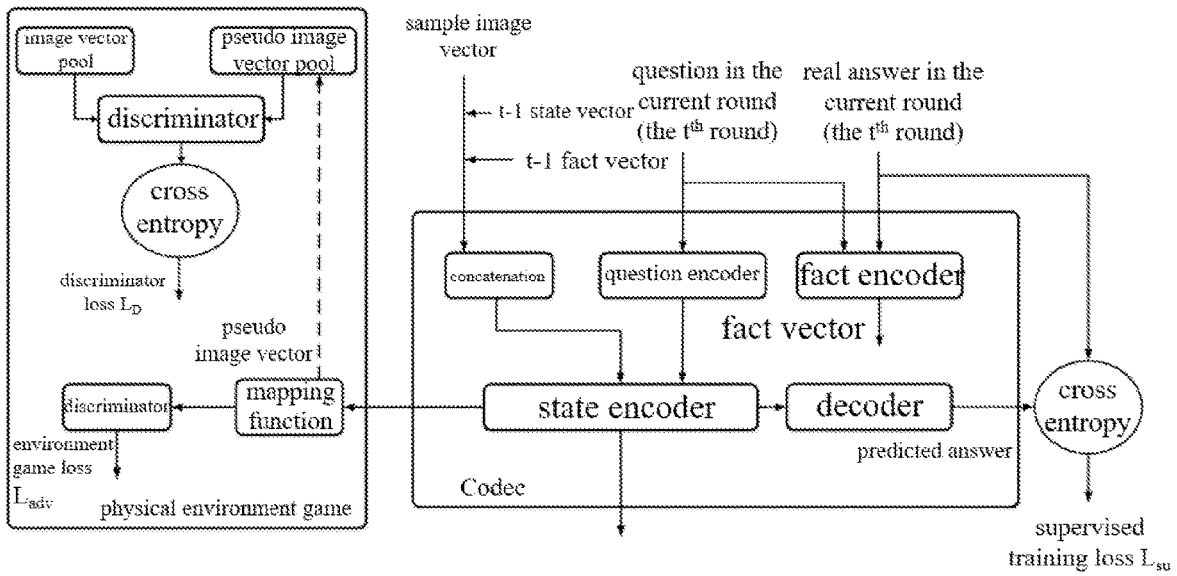 image vector
pool
pseudo image
vector pool
discriminator
cross
entropy
discriminator
loss L_D
pseudo
image vector
discriminator
mapping
function
environment
game loss
L_adv
physical environment game
sample image
vector
t-1 state vector
t-1 fact vector
question in the
current round
(the t^th round)
real answer in the
current round
(the t^th round)
concatenation
question encoder
fact encoder
fact vector
state encoder
decoder
predicted answer
Codec
cross
entropy
supervised
training loss L_su